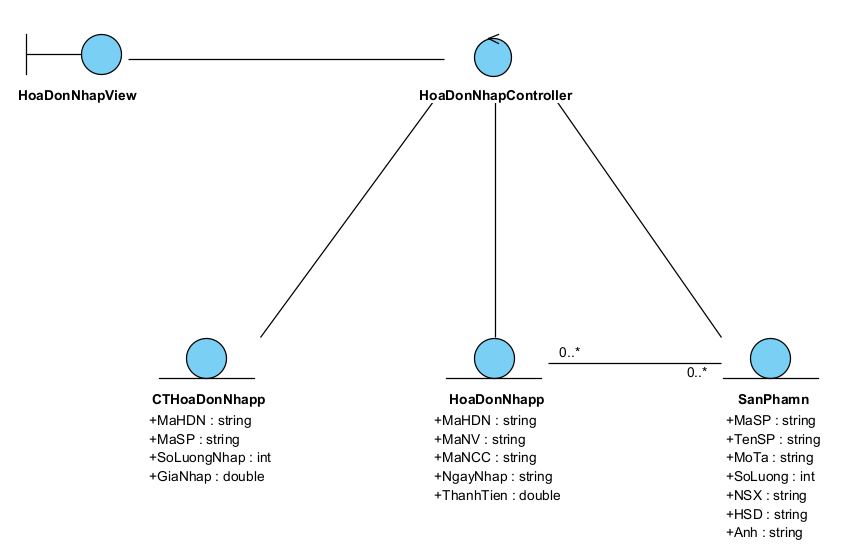 HoaDonNhapView
HoaDonNhapController
0..*
0..*
CTHoaDonNhapp
+MaHDN : string
+MaSP : string
+SoLuongNhap : int
+GiaNhap : double
HoaDonNhapp
+MaHDN : string
+MaNV : string
+MaNCC : string
+NgayNhap : string
+ThanhTien : double
SanPhamn
+MaSP : string
+TenSP : string
+MoTa : string
+SoLuong : int
+NSX : string
+HSD : string
+Anh : string